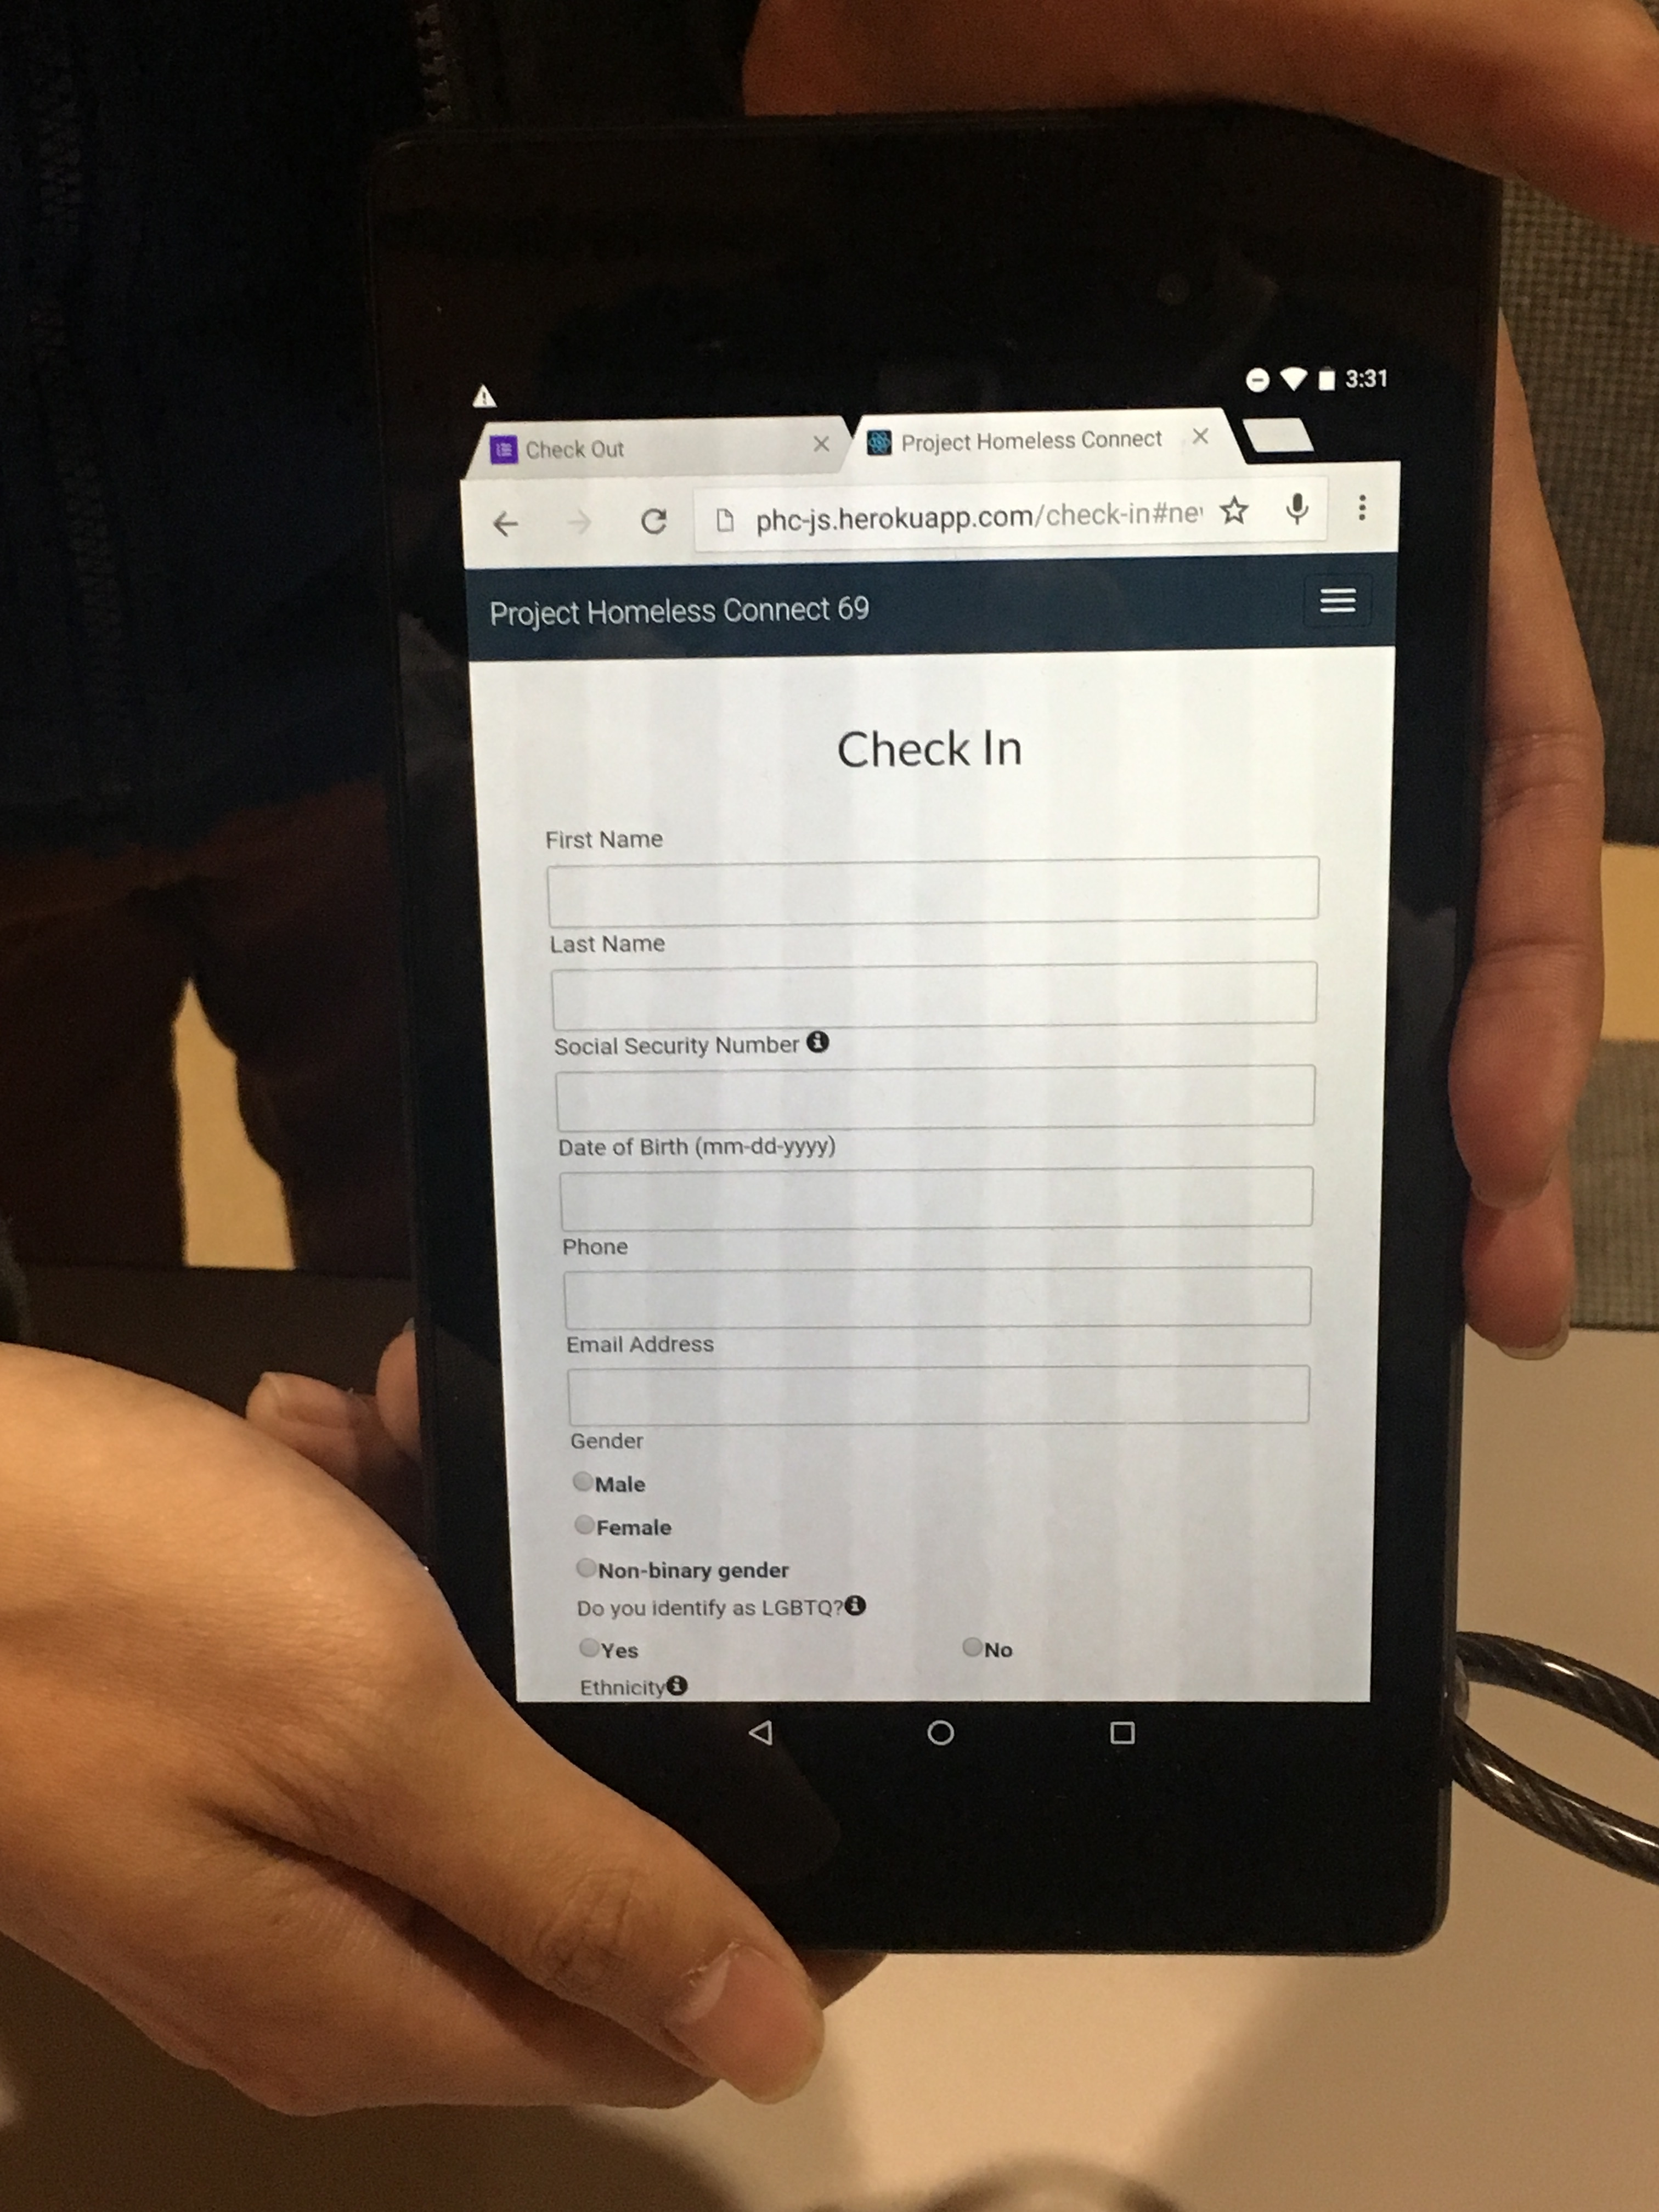 3:31
Check Out
Project Homeless Connect
phc-js.herokuapp.com/check-in#ne
Project Homeless Connect 69
Check In
First Name
Last Name
Social Security Number
Date of Birth (mm-dd-yyyy)
Phone
Email Address
Gender
Male
Female
Non-binary gender
Do you identify as LGBTQ?
Yes No
Ethnicity